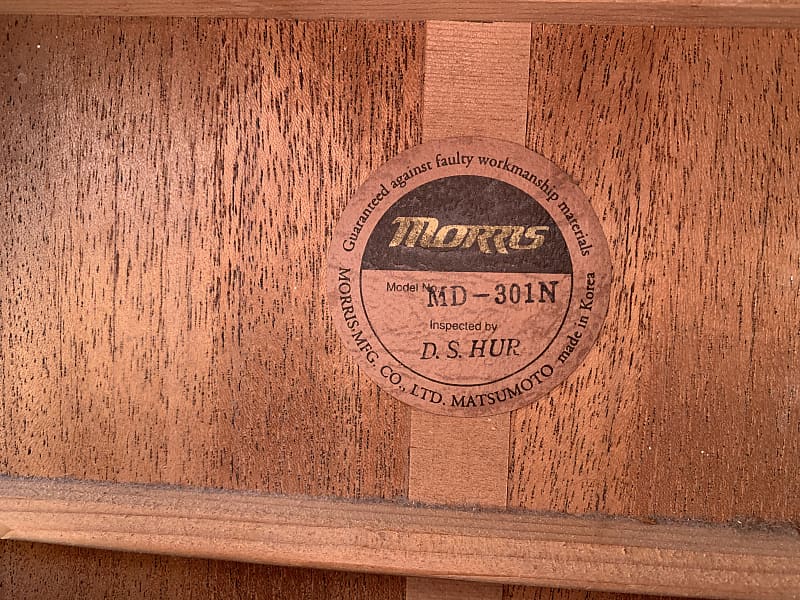 Guaranteed against faulty workmanship materials
MORRIS
Model No.
MD-301N
Inspected by
D. S. HUR
MORRIS.MFG. CO., LTD. MATSUMOTO made in Korea